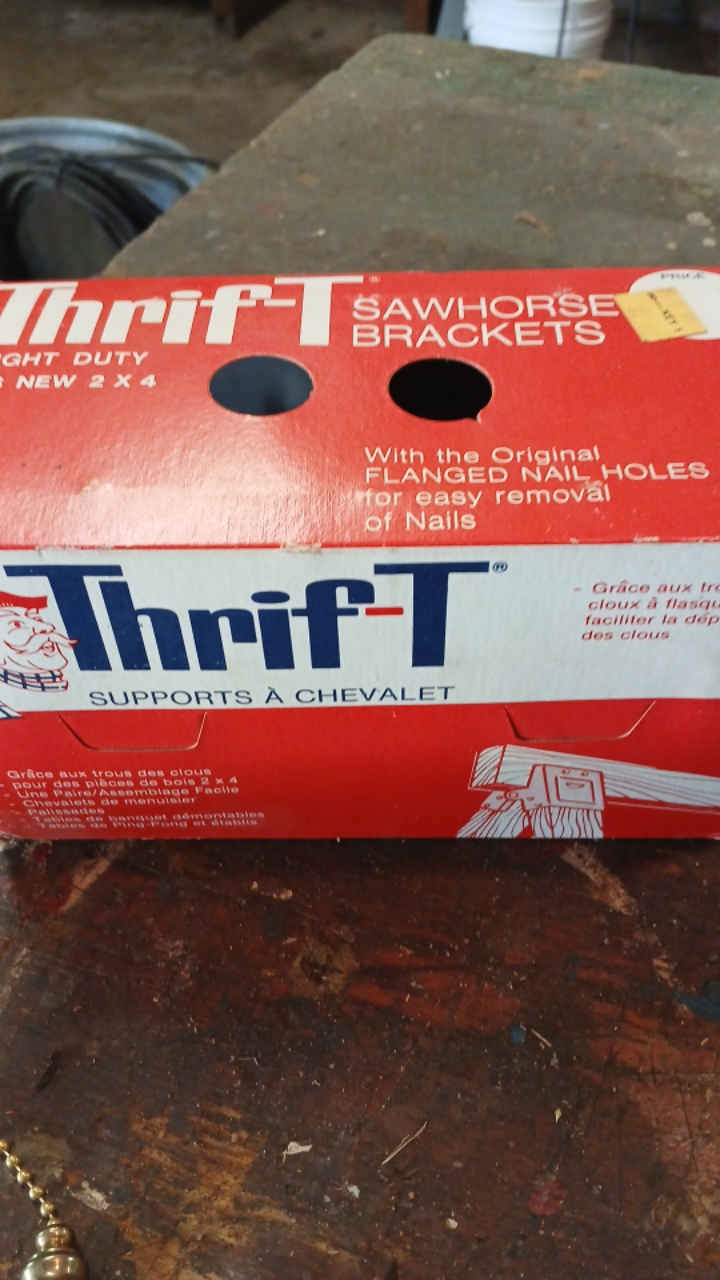 PRICE
Thrif-T®
SAWHORSE
BRACKETS
KEY
GHT DUTY
S NEW 2 X 4
With the Original
FLANGED NAIL HOLES
for easy removal
of Nails
Thrif-T®
SUPPORTS À CHEVALET
- Grâce aux tro
cloux à flasqu
faciliter la dép
des clous
Grâce aux trous des clous
- pour des pièces de bois 2 x 4
- Une Paire/Assemblage Facile
- Chevalets de menuisier
- Palissades
- Tables de banquet démontables
- Tables de Ping-Pong et établis